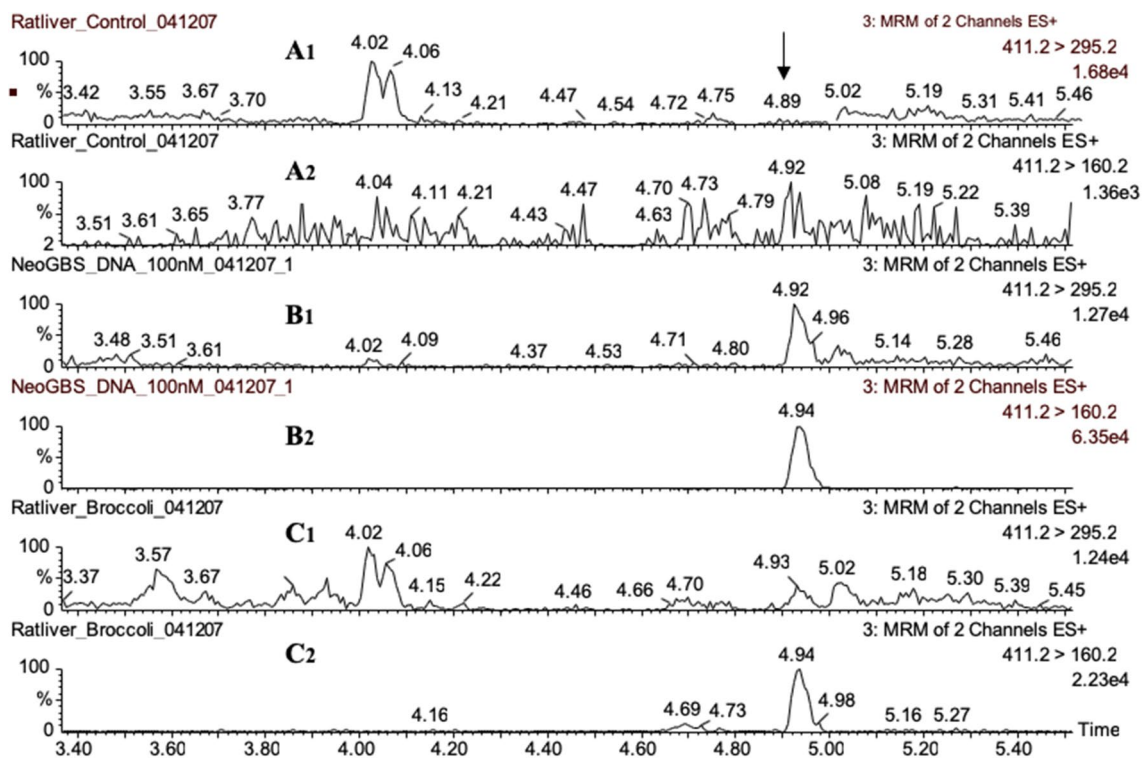 Ratliver_Control_041207
3: MRM of 2 Channels ES+
411.2 > 295.2
1.68e4
A1
100
%
0
3.42 3.55 3.67 3.70 4.02 4.06 4.13 4.21 4.47 4.54 4.72 4.75 4.89 5.02 5.19 5.31 5.41 5.46
Ratliver_Control_041207
3: MRM of 2 Channels ES+
411.2 > 160.2
1.36e3
A2
100
%
2
3.51 3.61 3.65 3.77 4.04 4.11 4.21 4.43 4.47 4.63 4.70 4.73 4.79 4.92 5.08 5.19 5.22 5.39
NeoGBS_DNA_100nM_041207_1
3: MRM of 2 Channels ES+
411.2 > 295.2
1.27e4
B1
100
%
0
3.48 3.51 3.61 4.02 4.09 4.37 4.53 4.71 4.80 4.92 4.96 5.14 5.28 5.46
NeoGBS_DNA_100nM_041207_1
3: MRM of 2 Channels ES+
411.2 > 160.2
6.35e4
B2
100
%
0
4.94
Ratliver_Broccoli_041207
3: MRM of 2 Channels ES+
411.2 > 295.2
1.24e4
C1
100
%
0
3.37 3.57 3.67 4.02 4.06 4.15 4.22 4.46 4.66 4.70 4.93 5.02 5.18 5.30 5.39 5.45
Ratliver_Broccoli_041207
3: MRM of 2 Channels ES+
411.2 > 160.2
2.23e4
C2
100
%
0
4.16 4.69 4.73 4.94 4.98 5.16 5.27
Time
3.40 3.60 3.80 4.00 4.20 4.40 4.60 4.80 5.00 5.20 5.40